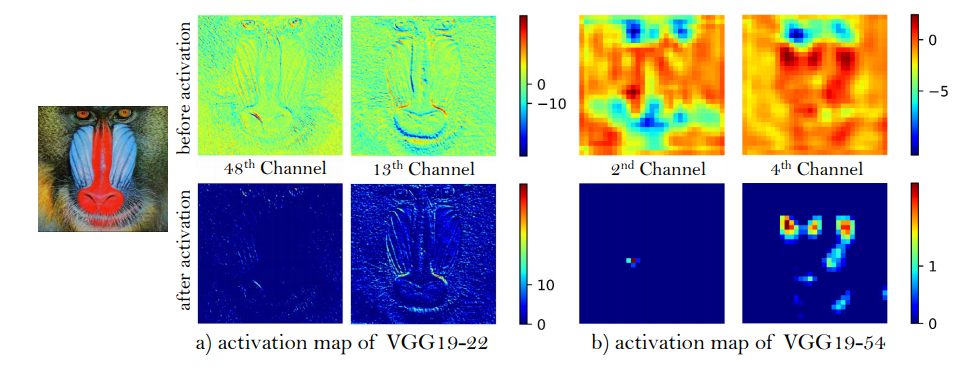 before activation
after activation
48th Channel
13th Channel
0
−10
2nd Channel
4th Channel
0
−5
10
0
1
0
a) activation map of VGG19-22
b) activation map of VGG19-54